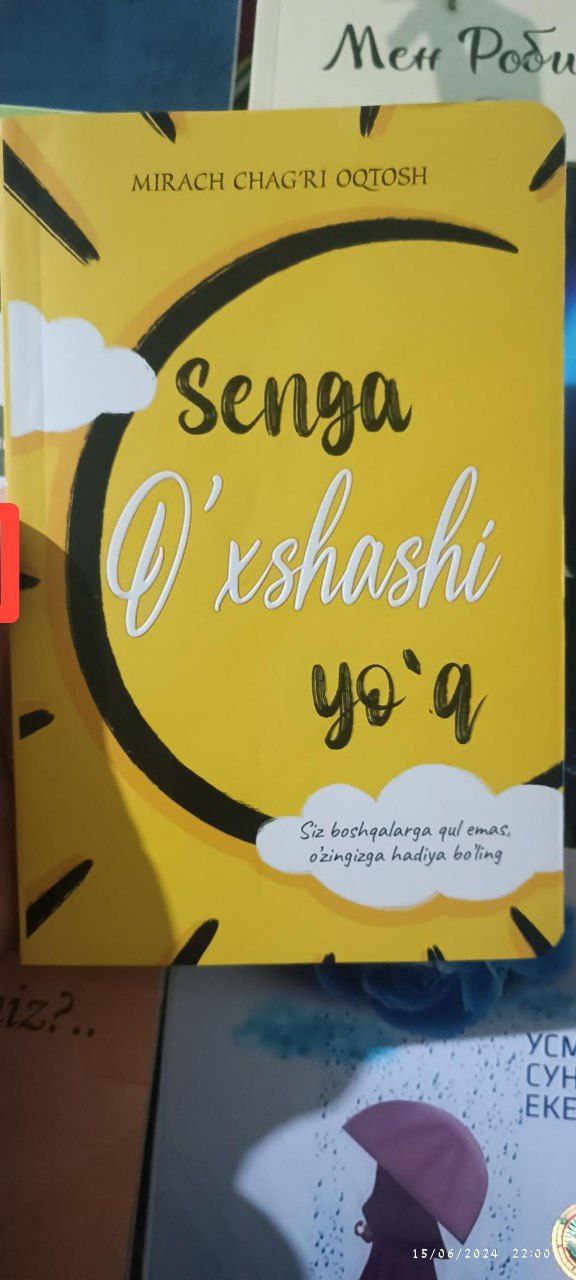 Мен Роби
MIRACH CHAG'RI OQTOSH
senga
O'xshashi
yo`q
Siz boshqalarga qul emas,
o'zingizga hadiya bo'ling
iz?..
УСМ
СУН
ЕКЕ
15/06/2024 22:00